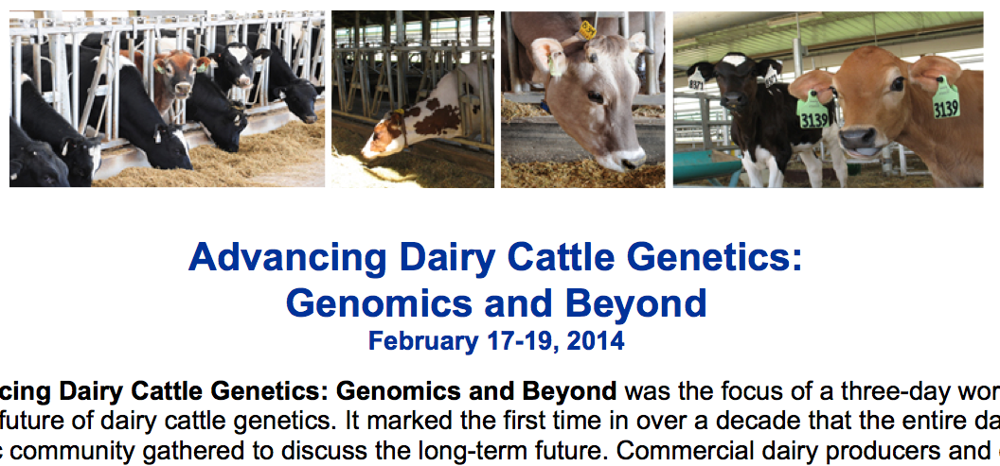 8371
3139
3139
Advancing Dairy Cattle Genetics:
Genomics and Beyond
February 17-19, 2014
cing Dairy Cattle Genetics: Genomics and Beyond was the focus of a three-day wor
future of dairy cattle genetics. It marked the first time in over a decade that the entire da
c community gathered to discuss the long-term future. Commercial dairy producers and